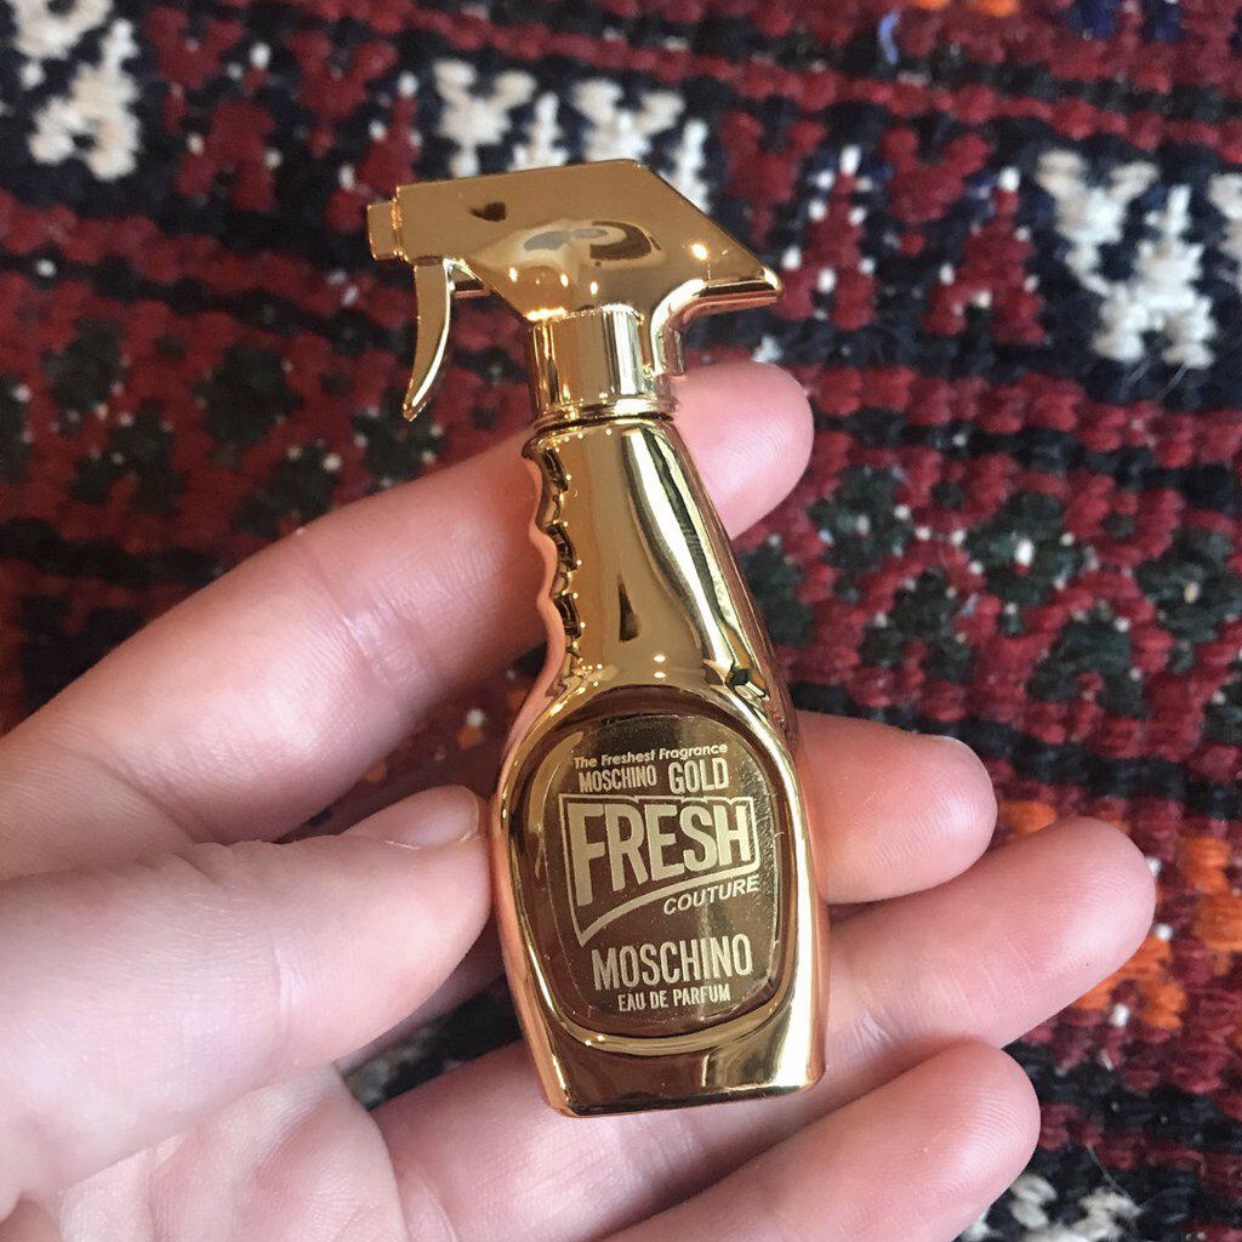 The Freshest Fragrance
MOSCHINO GOLD
FRESH
COUTURE
MOSCHINO
EAU DE PARFUM